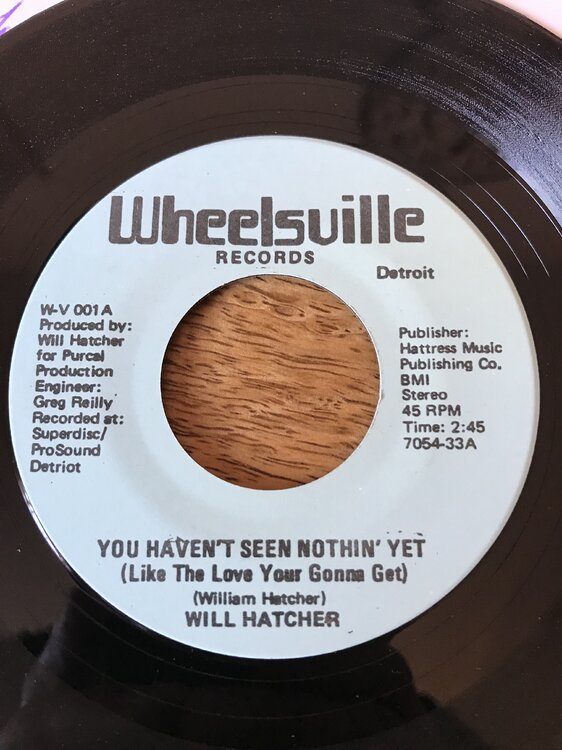 Wheelsville
RECORDS
Detroit
W-V 001A
Produced by:
Will Hatcher
for Purcal
Production
Engineer:
Greg Reilly
Recorded at:
Superdisc/
ProSound
Detriot
Publisher:
Hattress Music
Publishing Co.
BMI
Stereo
45 RPM
Time: 2:45
7054-33A
YOU HAVEN'T SEEN NOTHIN' YET
(Like The Love Your Gonna Get)
(William Hatcher)
WILL HATCHER